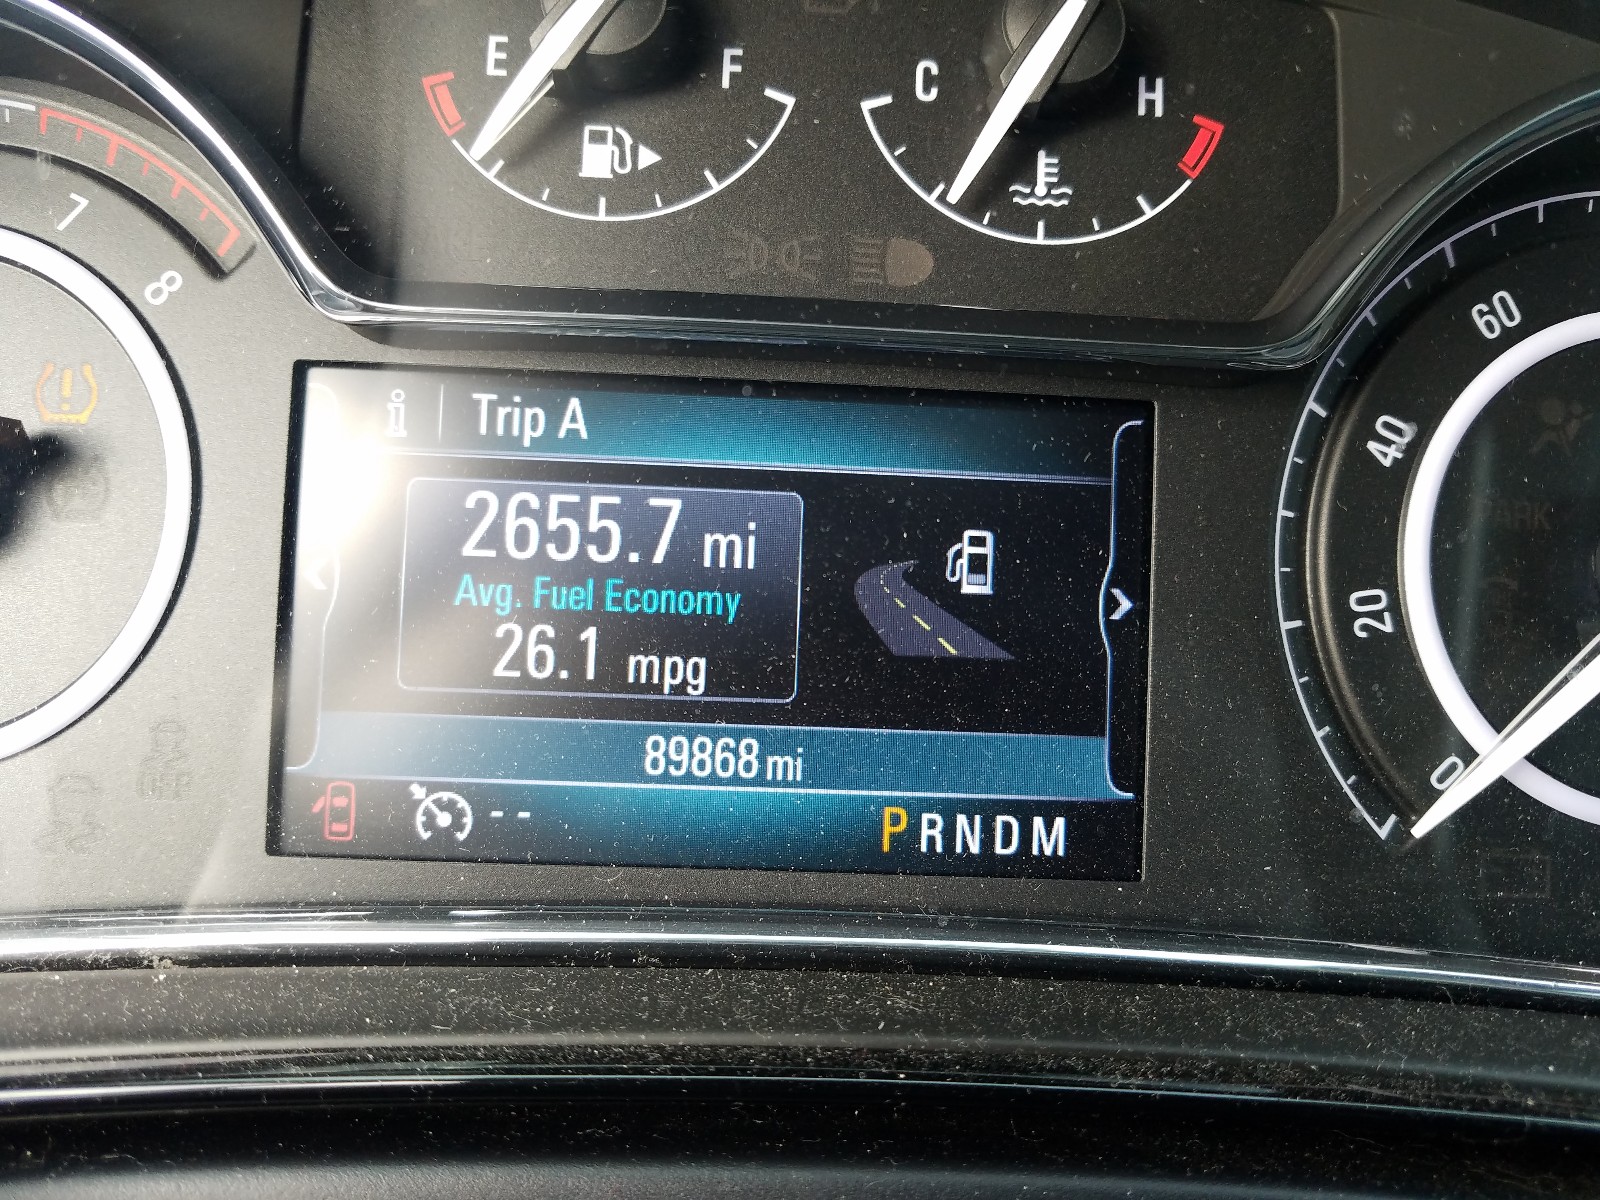 E F
C H
7
8
60
40
20
0
Trip A
2655.7 mi
Avg. Fuel Economy
26.1 mpg
89868 mi
--
PRNDM
PARK